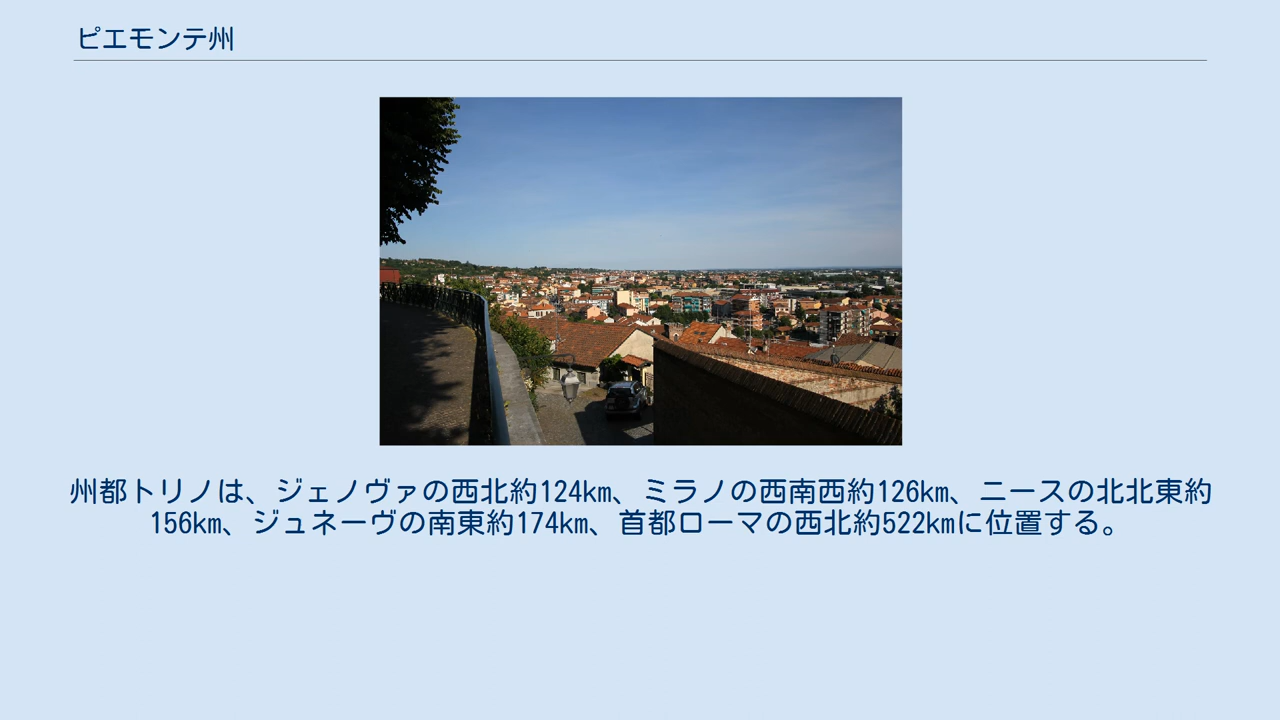 ピエモンテ州
州都トリノは、ジェノヴァの西北約124km、ミラノの西南西約126km、ニースの北北東約
156km、ジュネーヴの南東約174km、首都ローマの西北約522kmに位置する。